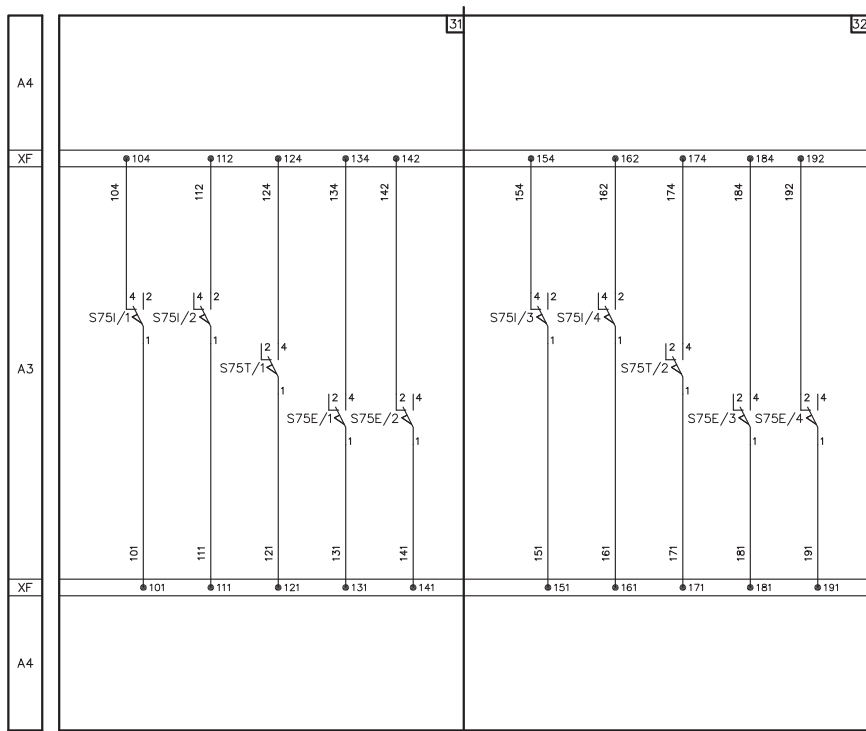 31 32
A4
XF 104 112 124 134 142 154 162 174 184 192
104 112 124 134 142 154 162 174 184 192
4 2 4 2 4 2 4 2
S75I/1 S75I/2 S75I/3 S75I/4
1 1 1 1
2 4 2 4
A3 S75T/1 S75T/2
1 1
2 4 2 4 2 4 2 4
S75E/1 S75E/2 S75E/3 S75E/4
1 1 1 1
101 111 121 131 141 151 161 171 181 191
XF 101 111 121 131 141 151 161 171 181 191
A4